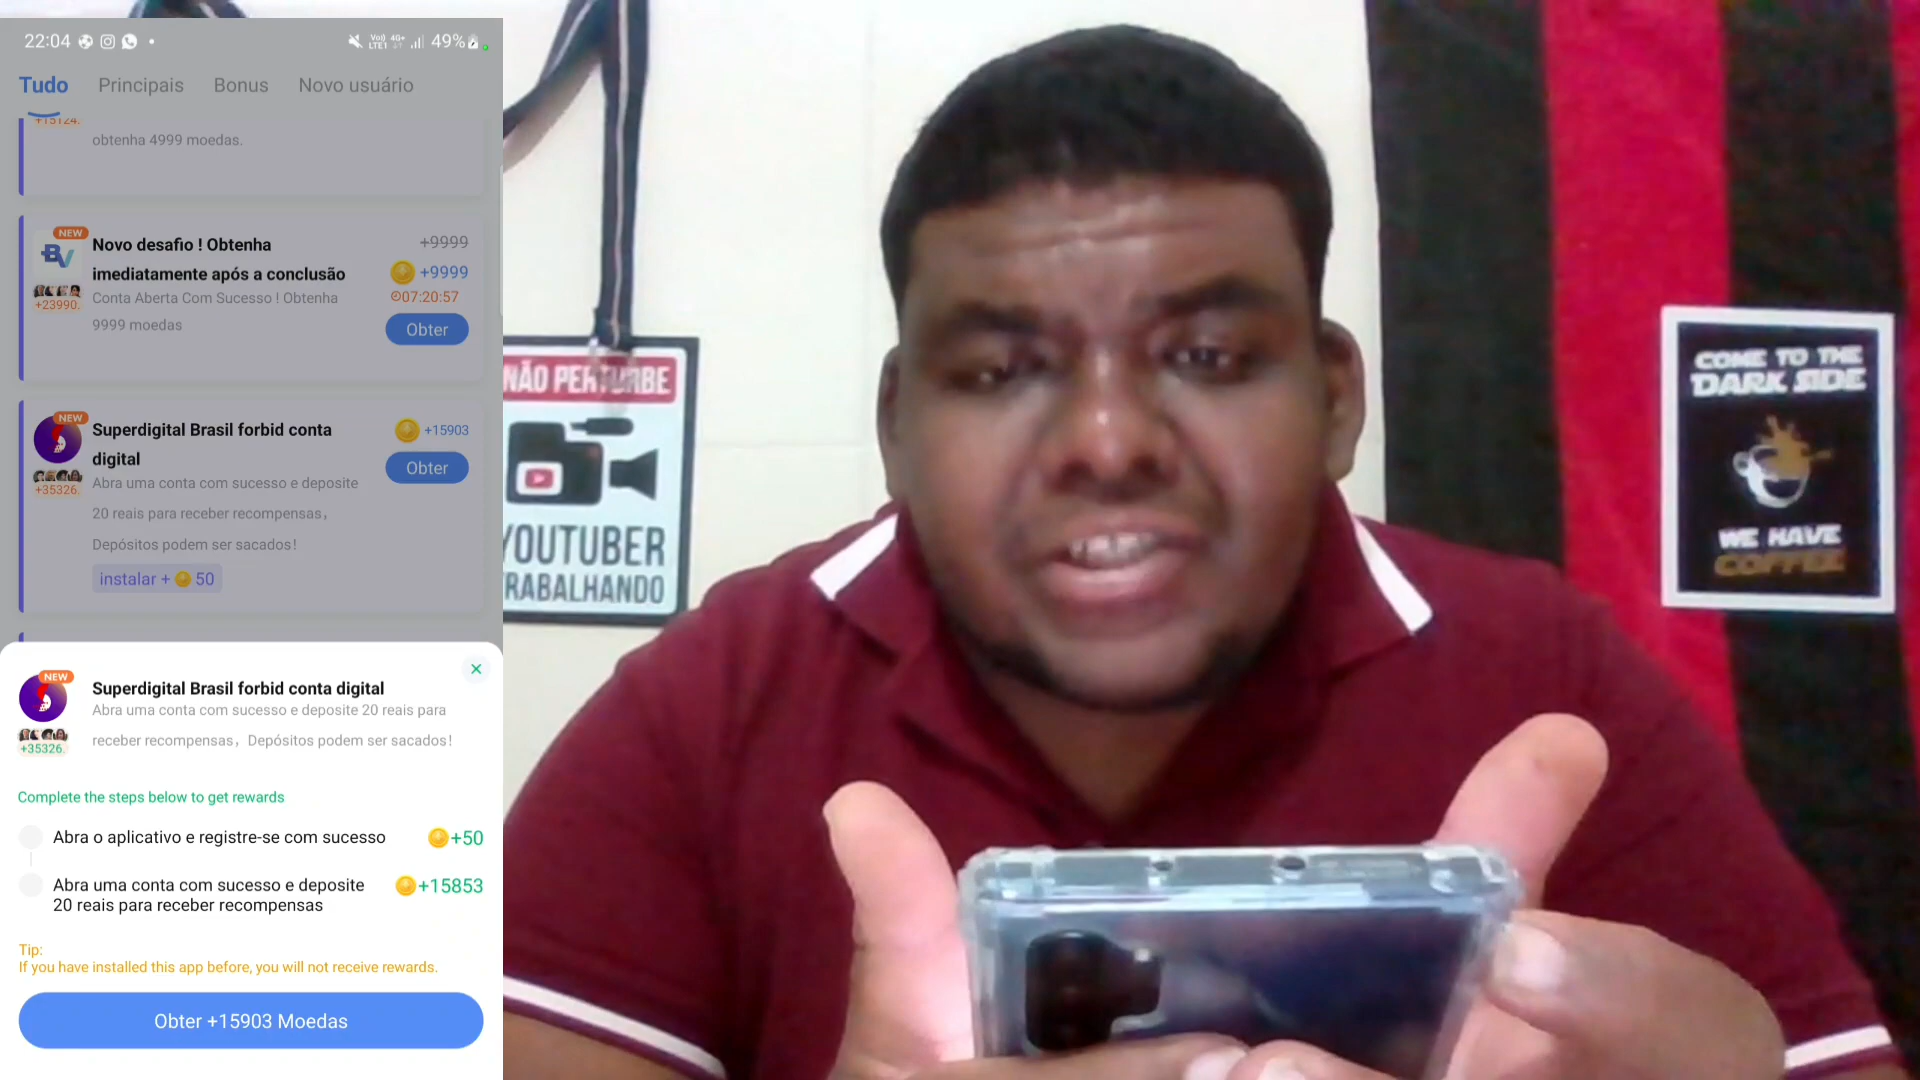 22:04
49%
Tudo
Principais
Bonus
Novo usuário
+15124.
obtenha 4999 moedas.
NEW
BV
+23990.
Novo desafio ! Obtenha
imediatamente após a conclusão
Conta Aberta Com Sucesso ! Obtenha
9999 moedas
+9999
+9999
07:20:57
Obter
NEW
+35326.
Superdigital Brasil forbid conta
digital
Abra uma conta com sucesso e deposite
20 reais para receber recompensas，
Depósitos podem ser sacados!
instalar + 50
+15903
Obter
NEW
+35326.
Superdigital Brasil forbid conta digital
Abra uma conta com sucesso e deposite 20 reais para
receber recompensas，Depósitos podem ser sacados!
Complete the steps below to get rewards
Abra o aplicativo e registre-se com sucesso
+50
Abra uma conta com sucesso e deposite
20 reais para receber recompensas
+15853
Tip:
If you have installed this app before, you will not receive rewards.
Obter +15903 Moedas
NÃO PERTURBE
YOUTUBER
TRABALHANDO
COME TO THE
DARK SIDE
WE HAVE
COFFEE